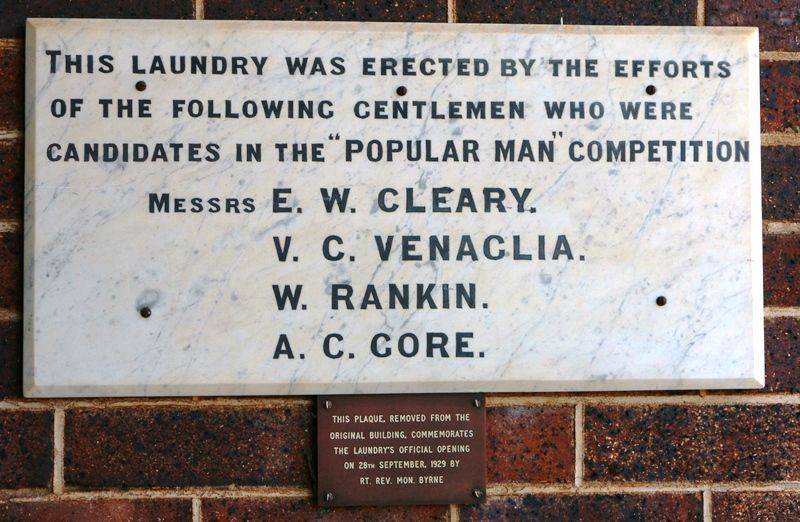 THIS LAUNDRY WAS ERECTED BY THE EFFORTS
OF THE FOLLOWING GENTLEMEN WHO WERE
CANDIDATES IN THE "POPULAR MAN" COMPETITION
MESSRS E. W. CLEARY.
V. C. VENAGLIA.
W. RANKIN.
A. C. GORE.
THIS PLAQUE, REMOVED FROM THE
ORIGINAL BUILDING, COMMEMORATES
THE LAUNDRY'S OFFICIAL OPENING
ON 28TH SEPTEMBER, 1929 BY
RT. REV. MON. BYRNE